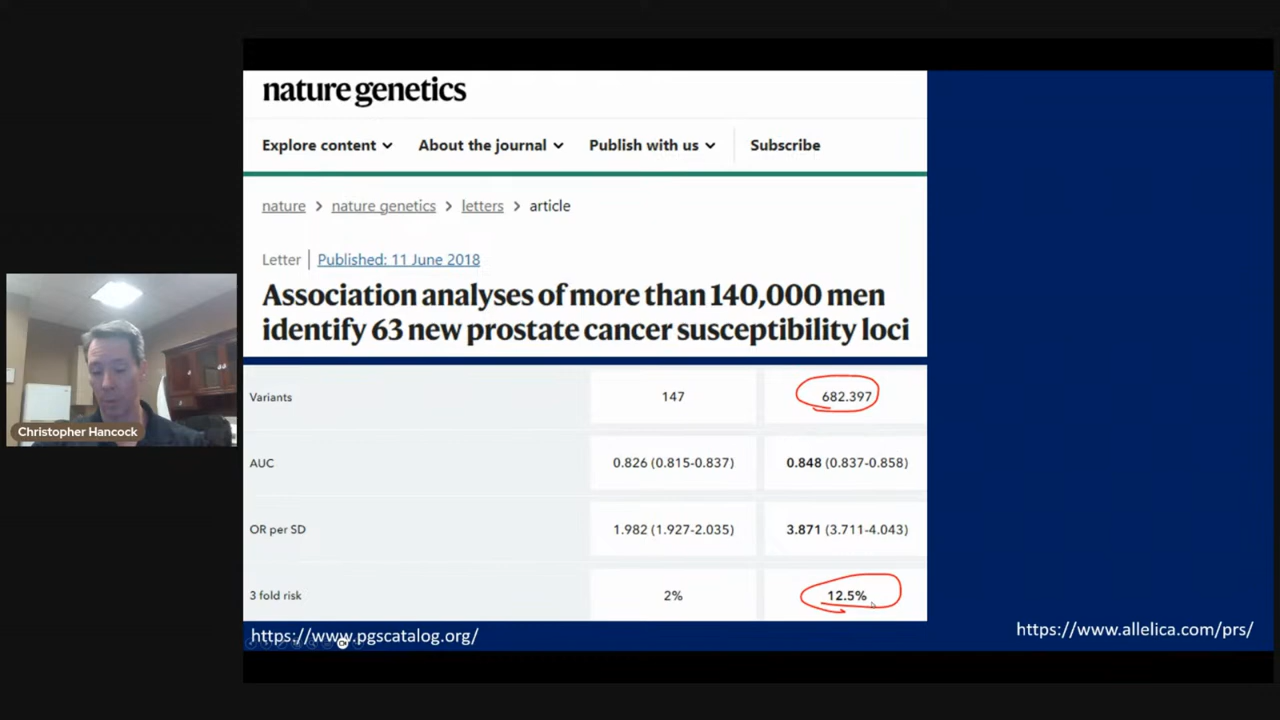 nature genetics
Explore content
About the journal
Publish with us
Subscribe
nature > nature genetics > letters > article
Letter | Published: 11 June 2018
Association analyses of more than 140,000 men
identify 63 new prostate cancer susceptibility loci
Variants 147 682.397
AUC 0.826 (0.815-0.837) 0.848 (0.837-0.858)
OR per SD 1.982 (1.927-2.035) 3.871 (3.711-4.043)
3 fold risk 2% 12.5%
https://www.pgscatalog.org/
https://www.allelica.com/prs/
Christopher Hancock